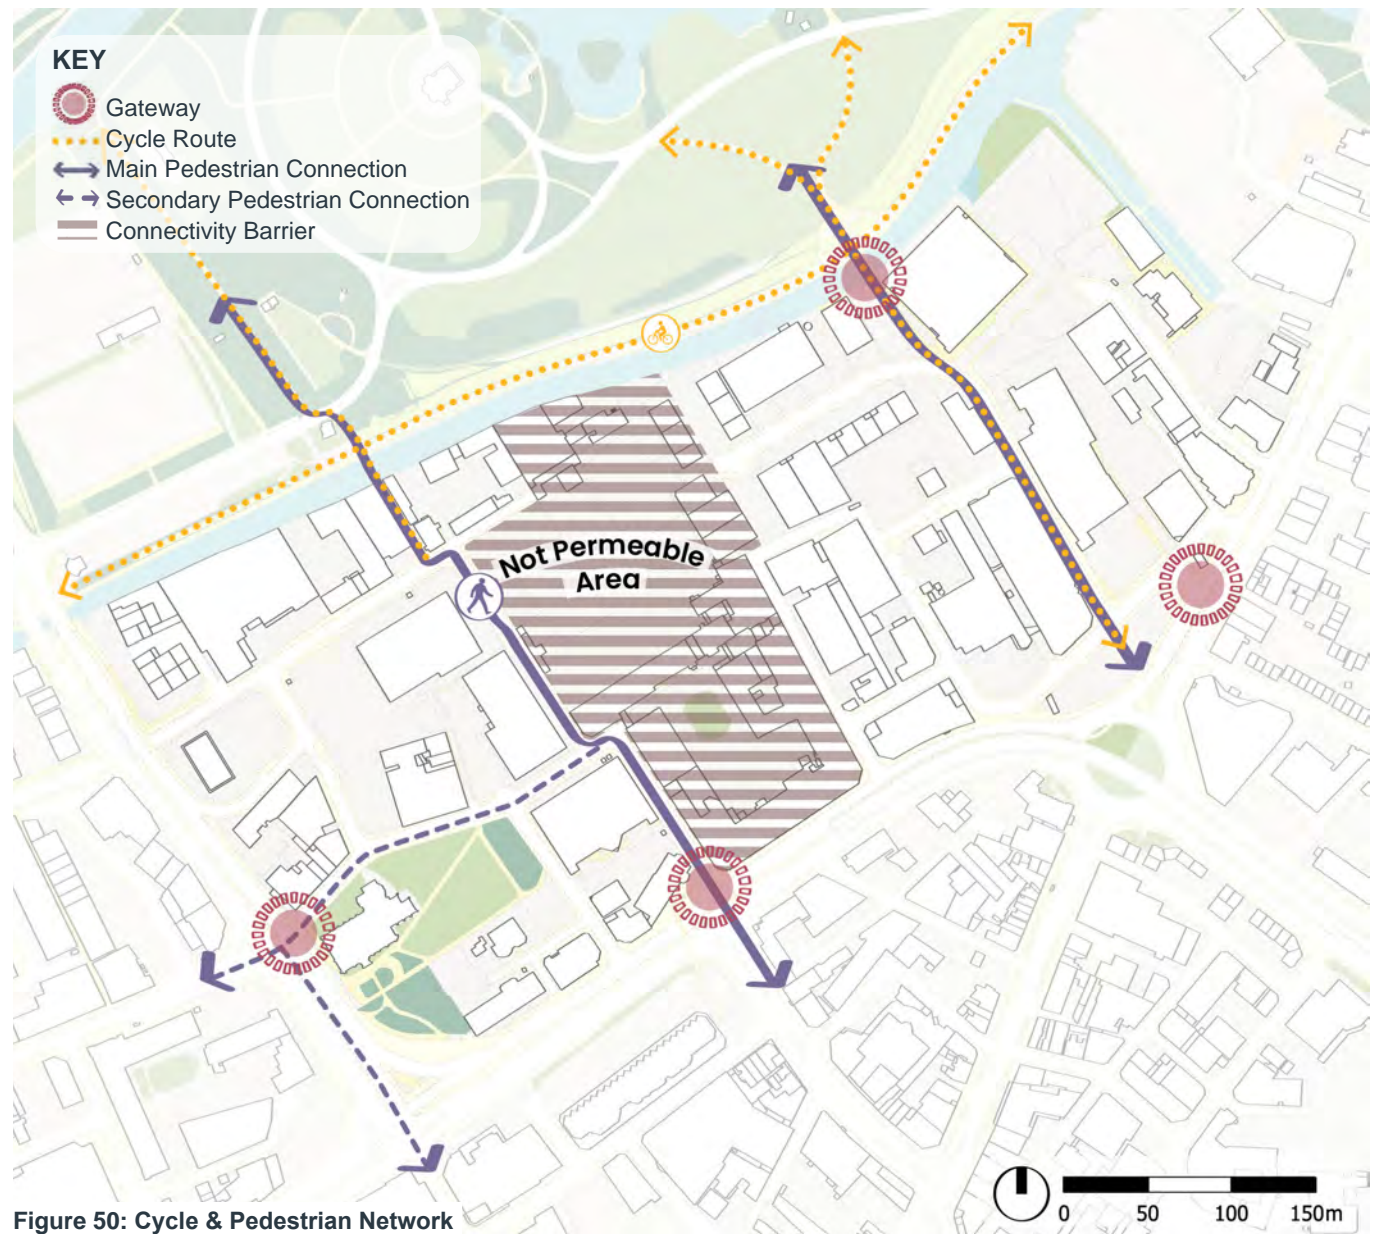 KEY
Gateway
Cycle Route
Main Pedestrian Connection
Secondary Pedestrian Connection
Connectivity Barrier
Not Permeable
Area
0 50 100 150m
Figure 50: Cycle & Pedestrian Network